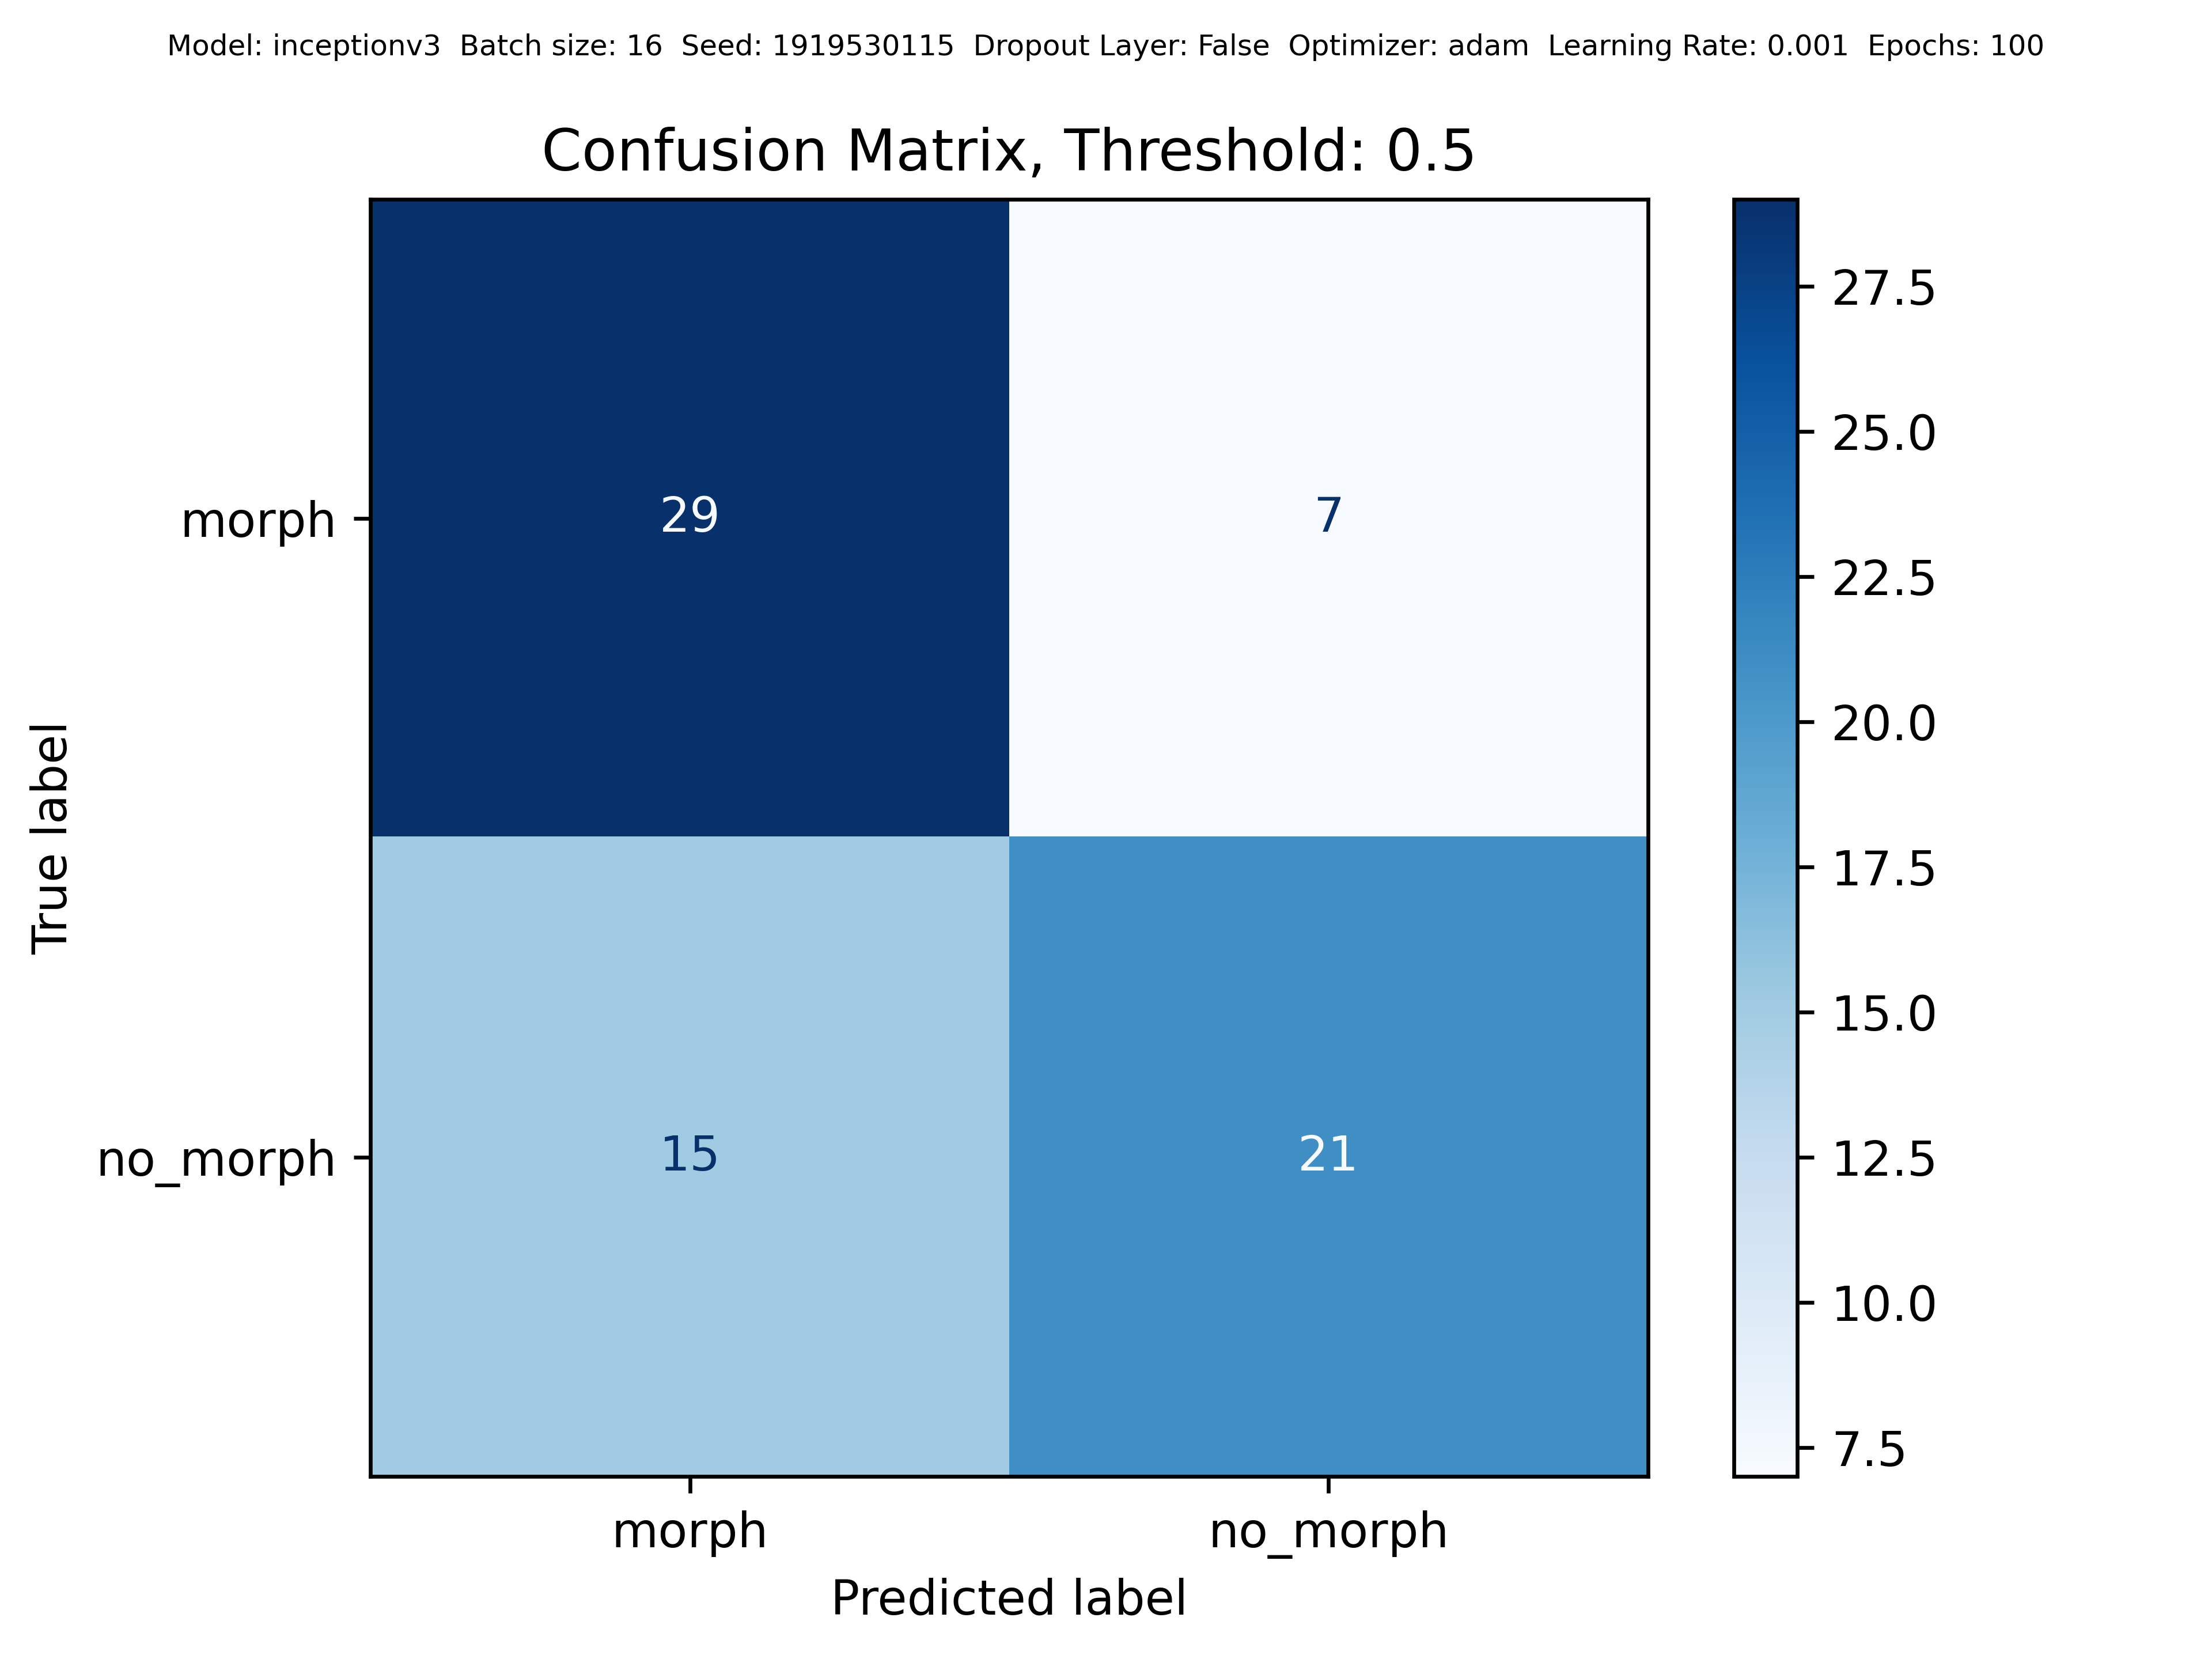 Model: inceptionv3  Batch size: 16  Seed: 1919530115  Dropout Layer: False  Optimizer: adam  Learning Rate: 0.001  Epochs: 100
Confusion Matrix, Threshold: 0.5
True label
morph
no_morph
29
7
15
21
morph
no_morph
Predicted label
27.5
25.0
22.5
20.0
17.5
15.0
12.5
10.0
7.5